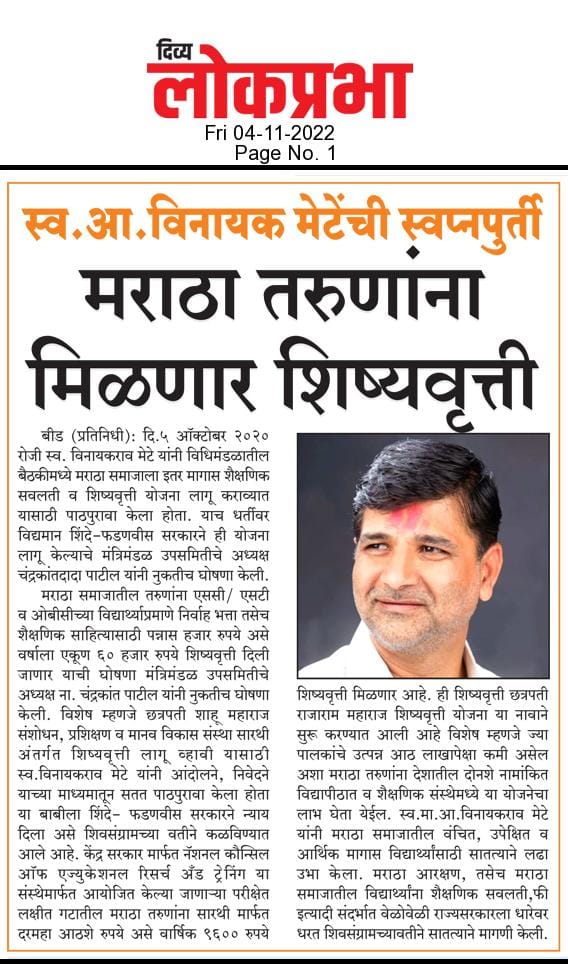 दिव्य
लोकप्रभा
Fri 04-11-2022
Page No. 1
स्व.आ.विनायक मेटेंची स्वप्नपुर्ती
मराठा तरुणांना
मिळणार शिष्यवृत्ती
बीड (प्रतिनिधी): दि.५ ऑक्टोबर २०२०
रोजी स्व. विनायकराव मेटे यांनी विधिमंडळातील
बैठकीमध्ये मराठा समाजाला इतर मागास शैक्षणिक
सवलती व शिष्यवृत्ती योजना लागू कराव्यात
यासाठी पाठपुरावा केला होता. याच धर्तीवर
विद्यमान शिंदे-फडणवीस सरकारने ही योजना
लागू केल्याचे मंत्रिमंडळ उपसमितीचे अध्यक्ष
चंद्रकांतदादा पाटील यांनी नुकतीच घोषणा केली.
मराठा समाजातील तरुणांना एससी/ एसटी
व ओबीसीच्या विद्यार्थ्याप्रमाणे निर्वाह भत्ता तसेच
शैक्षणिक साहित्यासाठी पन्नास हजार रुपये असे
वर्षाला एकूण ६० हजार रुपये शिष्यवृत्ती दिली
जाणार याची घोषणा मंत्रिमंडळ उपसमितीचे
अध्यक्ष ना. चंद्रकांत पाटील यांनी नुकतीच घोषणा
केली. विशेष म्हणजे छत्रपती शाहू महाराज
संशोधन, प्रशिक्षण व मानव विकास संस्था सारथी
अंतर्गत शिष्यवृत्ती लागू व्हावी यासाठी
स्व.विनायकराव मेटे यांनी आंदोलने, निवेदने
याच्या माध्यमातून सतत पाठपुरावा केला होता
या बाबीला शिंदे- फडणवीस सरकारने न्याय
दिला असे शिवसंग्रामच्या वतीने कळविण्यात
आले आहे. केंद्र सरकार मार्फत नॅशनल कौन्सिल
ऑफ एज्युकेशनल रिसर्च अँड ट्रेनिंग या
संस्थेमार्फत आयोजित केल्या जाणाऱ्या परीक्षेत
लक्षीत गटातील मराठा तरुणांना सारथी मार्फत
दरमहा आठशे रुपये असे वार्षिक ९६०० रुपये
शिष्यवृत्ती मिळणार आहे. ही शिष्यवृत्ती छत्रपती
राजाराम महाराज शिष्यवृत्ती योजना या नावाने
सुरू करण्यात आली आहे विशेष म्हणजे ज्या
पालकांचे उत्पन्न आठ लाखापेक्षा कमी असेल
अशा मराठा तरुणांना देशातील दोनशे नामांकित
विद्यापीठात व शैक्षणिक संस्थेमध्ये या योजनेचा
लाभ घेता येईल. स्व.मा.आ.विनायकराव मेटे
यांनी मराठा समाजातील वंचित, उपेक्षित व
आर्थिक मागास विद्यार्थ्यांसाठी सातत्याने लढा
उभा केला. मराठा आरक्षण, तसेच मराठा
समाजातील विद्यार्थ्यांना शैक्षणिक सवलती,फी
इत्यादी संदर्भात वेळोवेळी राज्यसरकारला धारेवर
धरत शिवसंग्रामच्यावतीने सातत्याने मागणी केली.